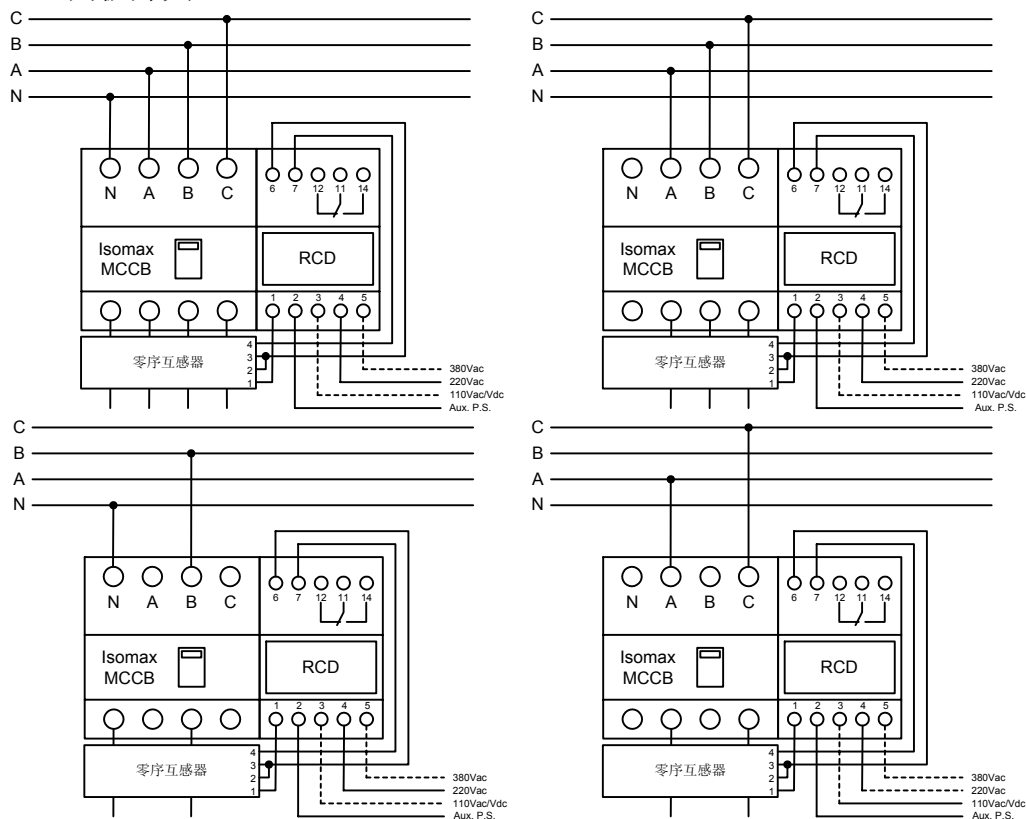 C
B
A
N
N A B C
6 7 12 11 14
Isomax
MCCB
RCD
1 2 3 4 5
零序互感器
4
3
2
1
380Vac
220Vac
110Vac/Vdc
Aux. P.S.
C
B
A
N
N A B C
6 7 12 11 14
Isomax
MCCB
RCD
1 2 3 4 5
零序互感器
4
3
2
1
380Vac
220Vac
110Vac/Vdc
Aux. P.S.
C
B
A
N
N A B C
6 7 12 11 14
Isomax
MCCB
RCD
1 2 3 4 5
零序互感器
4
3
2
1
380Vac
220Vac
110Vac/Vdc
Aux. P.S.
C
B
A
N
N A B C
6 7 12 11 14
Isomax
MCCB
RCD
1 2 3 4 5
零序互感器
4
3
2
1
380Vac
220Vac
110Vac/Vdc
Aux. P.S.